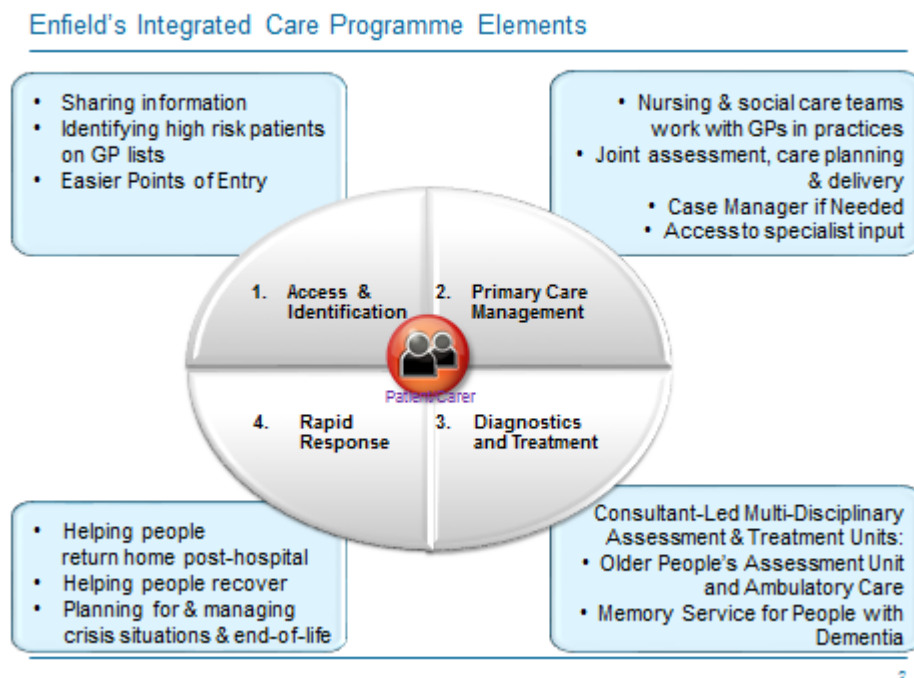 Enfield's Integrated Care Programme Elements
• Sharing information
• Identifying high risk patients
on GP lists
• Easier Points of Entry
• Nursing & social care teams
work with GPs in practices
• Joint assessment, care planning
& delivery
• Case Manager if Needed
• Access to specialist input
1. Access &
Identification
2. Primary Care
Management
Patient Carer
4. Rapid
Response
3. Diagnostics
and Treatment
• Helping people
return home post-hospital
• Helping people recover
• Planning for & managing
crisis situations & end-of-life
Consultant-Led Multi-Disciplinary
Assessment & Treatment Units:
• Older People's Assessment Unit
and Ambulatory Care
• Memory Service for People with
Dementia